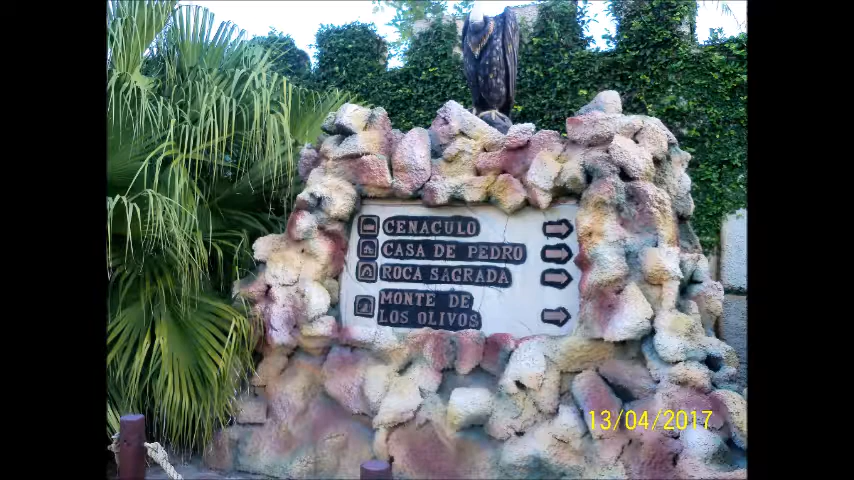 CENACULO
CASA DE PEDRO
ROCA SAGRADA
MONTE DE
LOS OLIVOS
13/04/2017